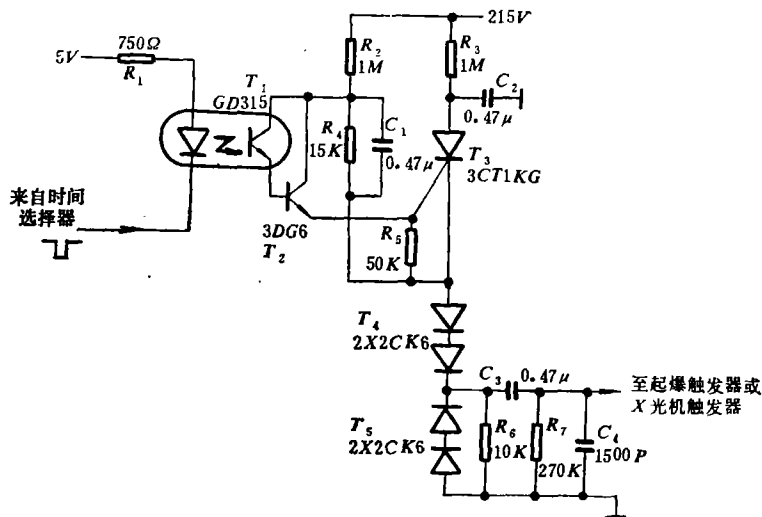 215V
5V
750Ω
R₁
T₁
GD315
R₂
1M
R₃
1M
C₂
0.47μ
R₄
15K
C₁
0.47μ
T₃
3CT1KG
来自时间
选择器
3DG6
T₂
R₅
50K
T₄
2X2CK6
C₃
0.47μ
至起爆触发器或
X光机触发器
T₅
2X2CK6
R₆
10K
R₇
270K
C₄
1500P